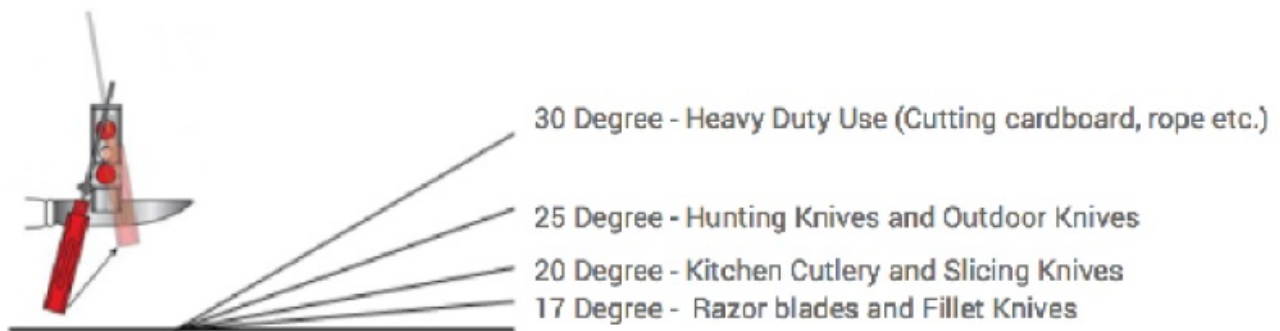 30 Degree - Heavy Duty Use (Cutting cardboard, rope etc.)
25 Degree - Hunting Knives and Outdoor Knives
20 Degree - Kitchen Cutlery and Slicing Knives
17 Degree - Razor blades and Fillet Knives